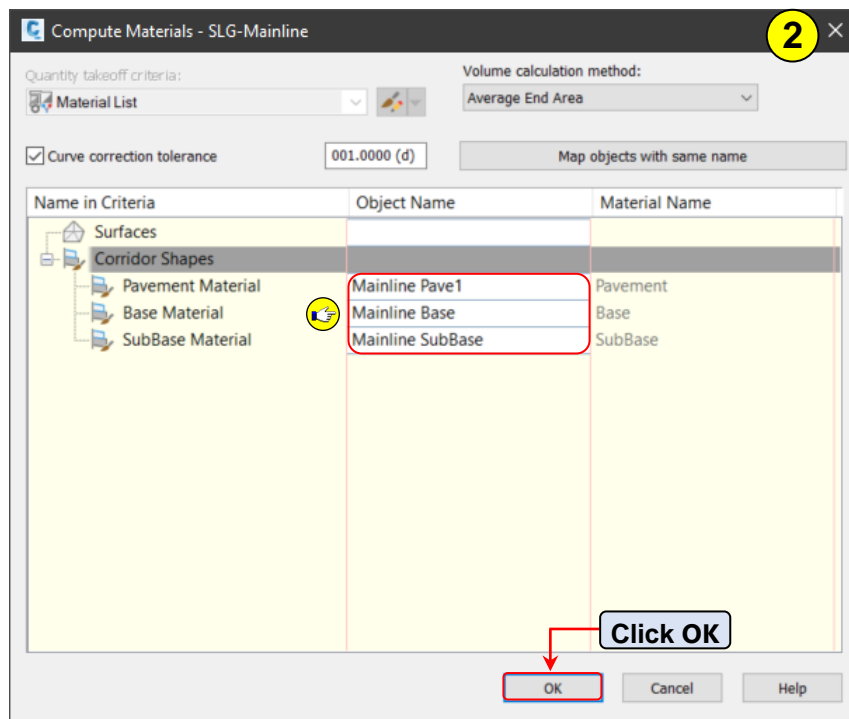 Compute Materials - SLG-Mainline
2
Quantity takeoff criteria:
Volume calculation method:
Material List
Average End Area
Curve correction tolerance
001.0000 (d)
Map objects with same name
Name in Criteria Object Name Material Name
Surfaces
Corridor Shapes
Pavement Material Mainline Pave1 Pavement
Base Material Mainline Base Base
SubBase Material Mainline SubBase SubBase
Click OK
OK Cancel Help